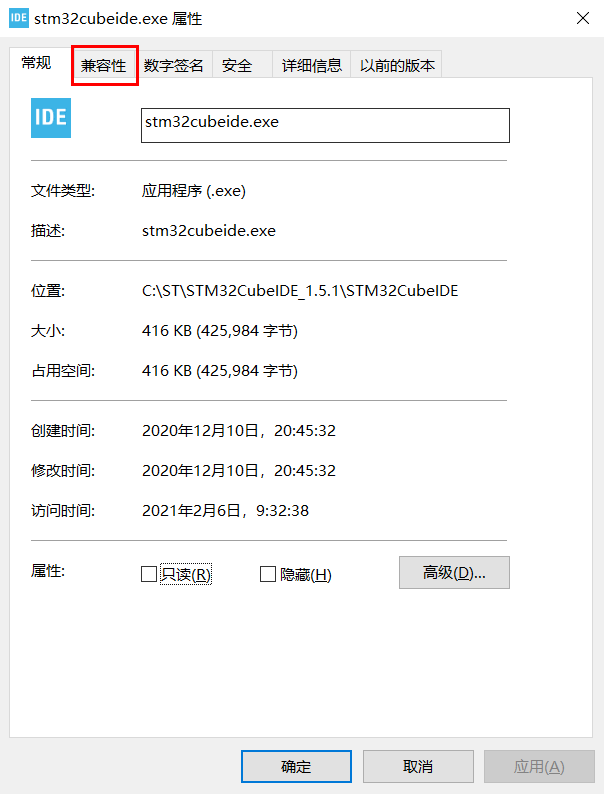 IDE stm32cubeide.exe 属性
常规 兼容性 数字签名 安全 详细信息 以前的版本
IDE stm32cubeide.exe
文件类型: 应用程序 (.exe)
描述: stm32cubeide.exe
位置: C:\ST\STM32CubeIDE_1.5.1\STM32CubeIDE
大小: 416 KB (425,984 字节)
占用空间: 416 KB (425,984 字节)
创建时间: 2020年12月10日，20:45:32
修改时间: 2020年12月10日，20:45:32
访问时间: 2021年2月6日，9:32:38
属性: 只读(R) 隐藏(H) 高级(D)...
确定 取消 应用(A)